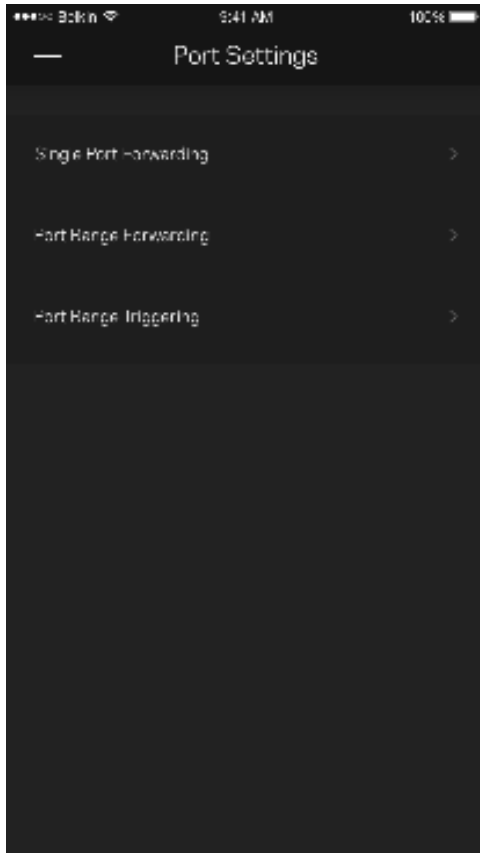 Belkin 9:41 AM 100%
Port Settings
Single Port Forwarding
Port Range Forwarding
Port Range Triggering